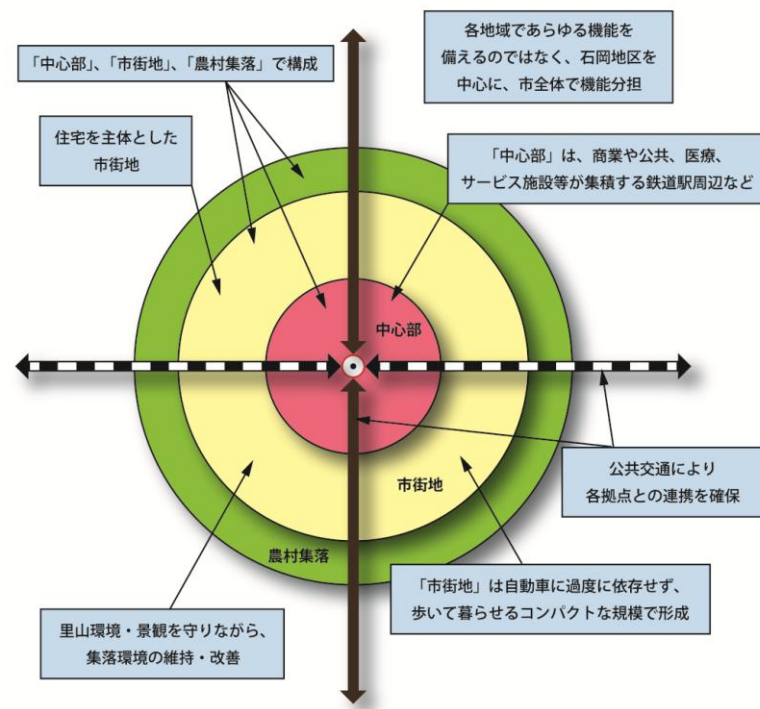 各地域であらゆる機能を
備えるのではなく、石岡地区を
中心に、市全体で機能分担
「中心部」、「市街地」、「農村集落」で構成
住宅を主体とした
市街地
「中心部」は、商業や公共、医療、
サービス施設等が集積する鉄道駅周辺など
中心部
市街地
農村集落
公共交通により
各拠点との連携を確保
「市街地」は自動車に過度に依存せず、
歩いて暮らせるコンパクトな規模で形成
里山環境・景観を守りながら、
集落環境の維持・改善